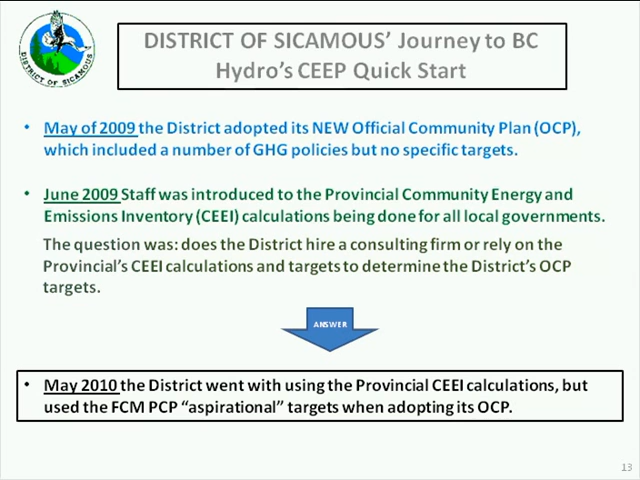 DISTRICT OF SICAMOUS
DISTRICT OF SICAMOUS' Journey to BC
Hydro's CEEP Quick Start
• May of 2009 the District adopted its NEW Official Community Plan (OCP),
which included a number of GHG policies but no specific targets.
• June 2009 Staff was introduced to the Provincial Community Energy and
Emissions Inventory (CEEI) calculations being done for all local governments.
The question was: does the District hire a consulting firm or rely on the
Provincial's CEEI calculations and targets to determine the District's OCP
targets.
ANSWER
• May 2010 the District went with using the Provincial CEEI calculations, but
used the FCM PCP “aspirational” targets when adopting its OCP.
13